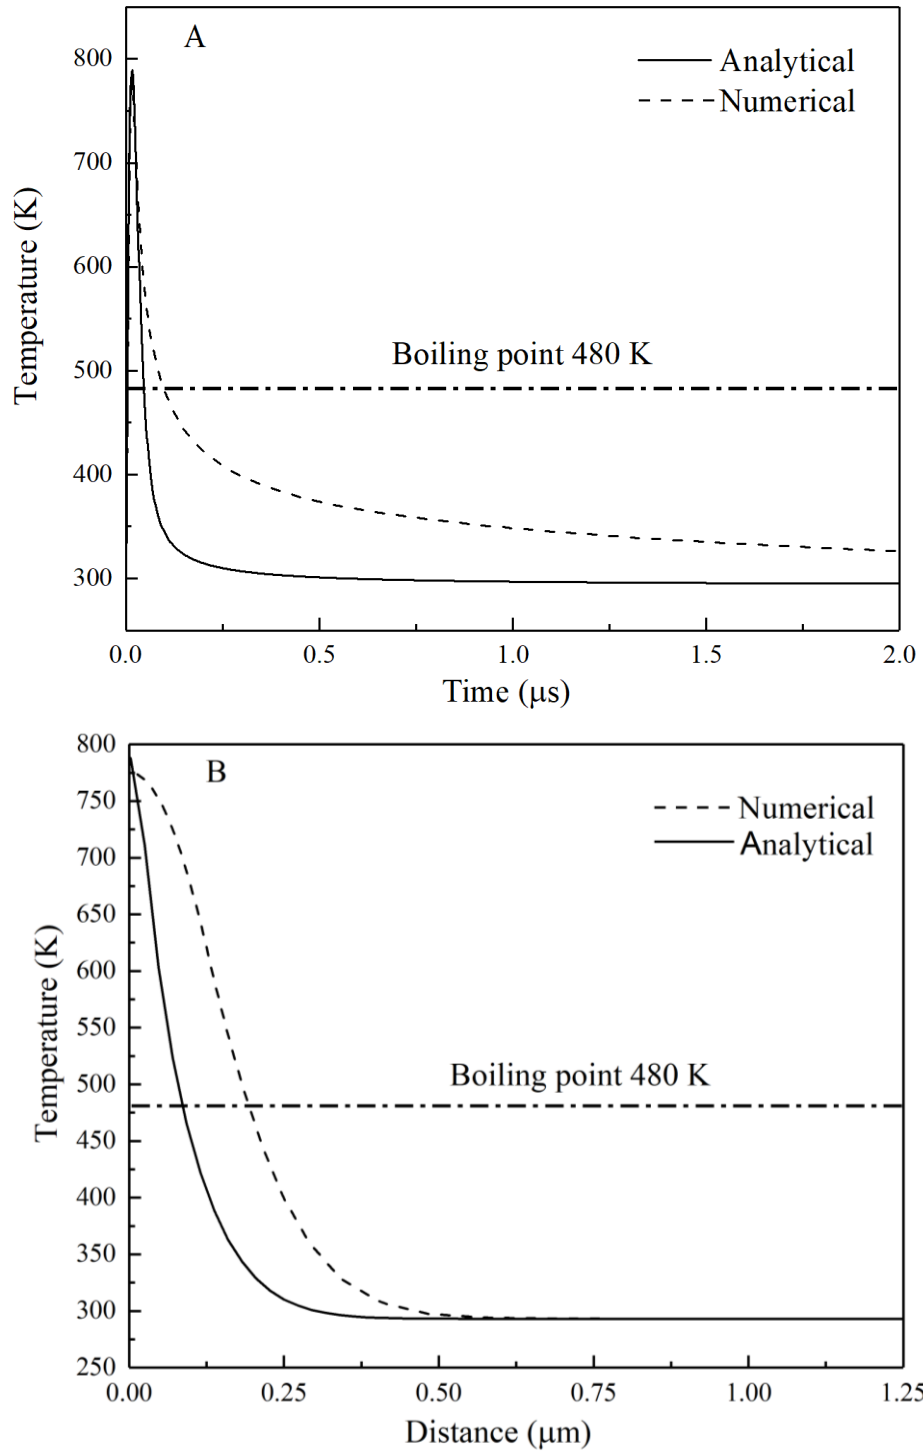 A
Analytical
Numerical
800
700
600
500
400
300
Temperature (K)
Boiling point 480 K
0.0 0.5 1.0 1.5 2.0
Time (μs)
B
Numerical
Analytical
800
750
700
650
600
550
500
450
400
350
300
250
Temperature (K)
Boiling point 480 K
0.00 0.25 0.50 0.75 1.00 1.25
Distance (μm)